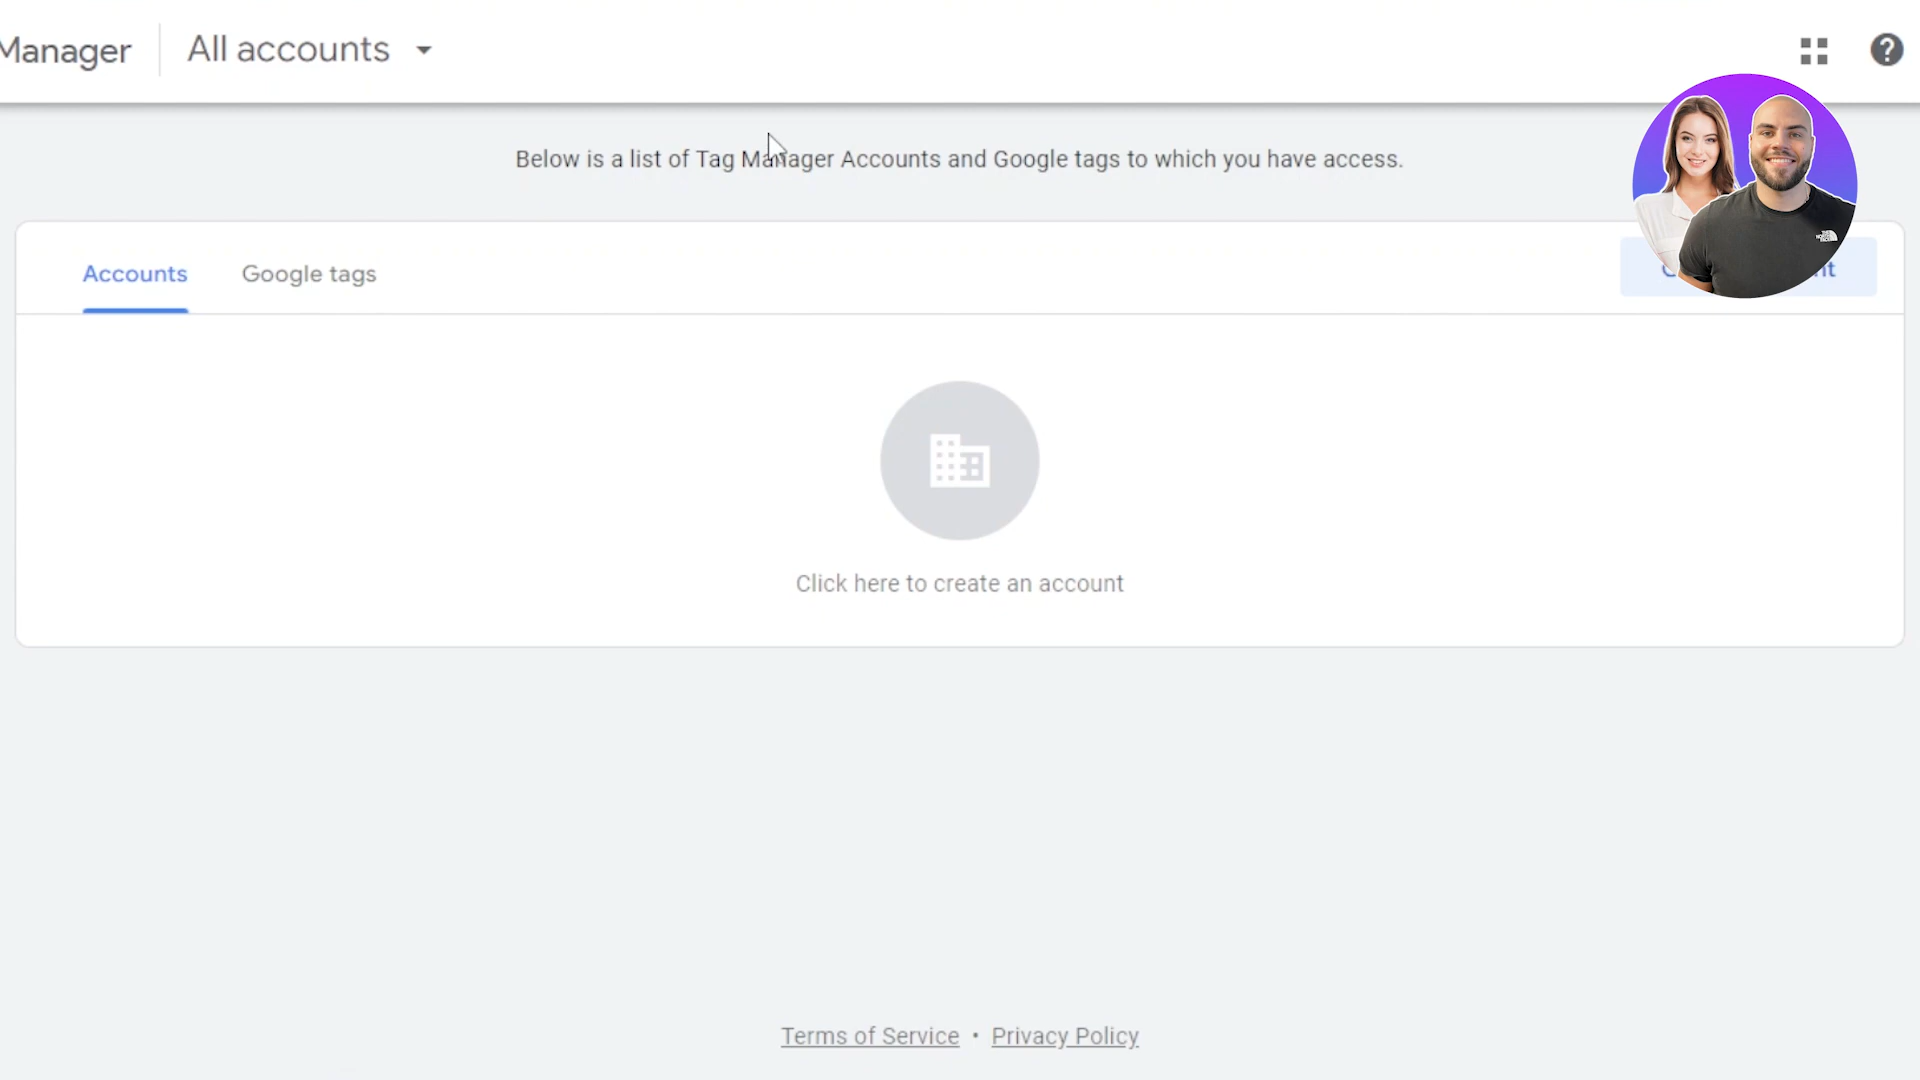 Manager
All accounts
Below is a list of Tag Manager Accounts and Google tags to which you have access.
Accounts
Google tags
Click here to create an account
Terms of Service • Privacy Policy